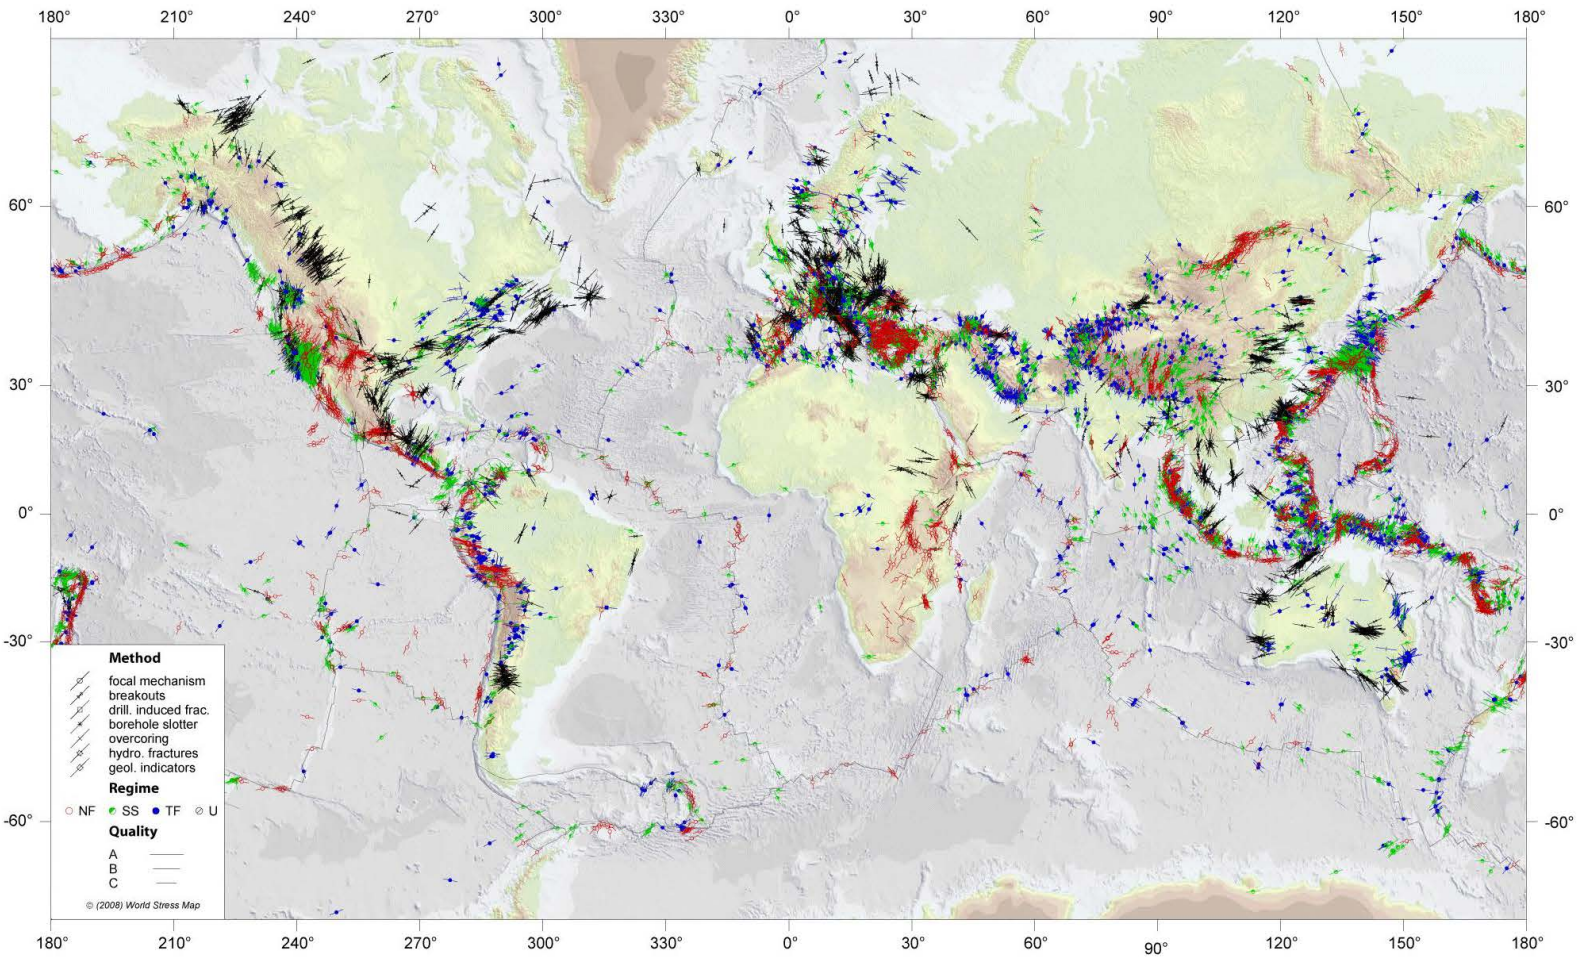 180° 210° 240° 270° 300° 330° 0° 30° 60° 90° 120° 150° 180°
60° 60°
30° 30°
0° 0°
-30° -30°
-60° -60°
Method
focal mechanism
breakouts
drill. induced frac.
borehole slotter
overcoring
hydro. fractures
geol. indicators
Regime
NF SS TF U
Quality
A
B
C
© (2008) World Stress Map
180° 210° 240° 270° 300° 330° 0° 30° 60° 90° 120° 150° 180°